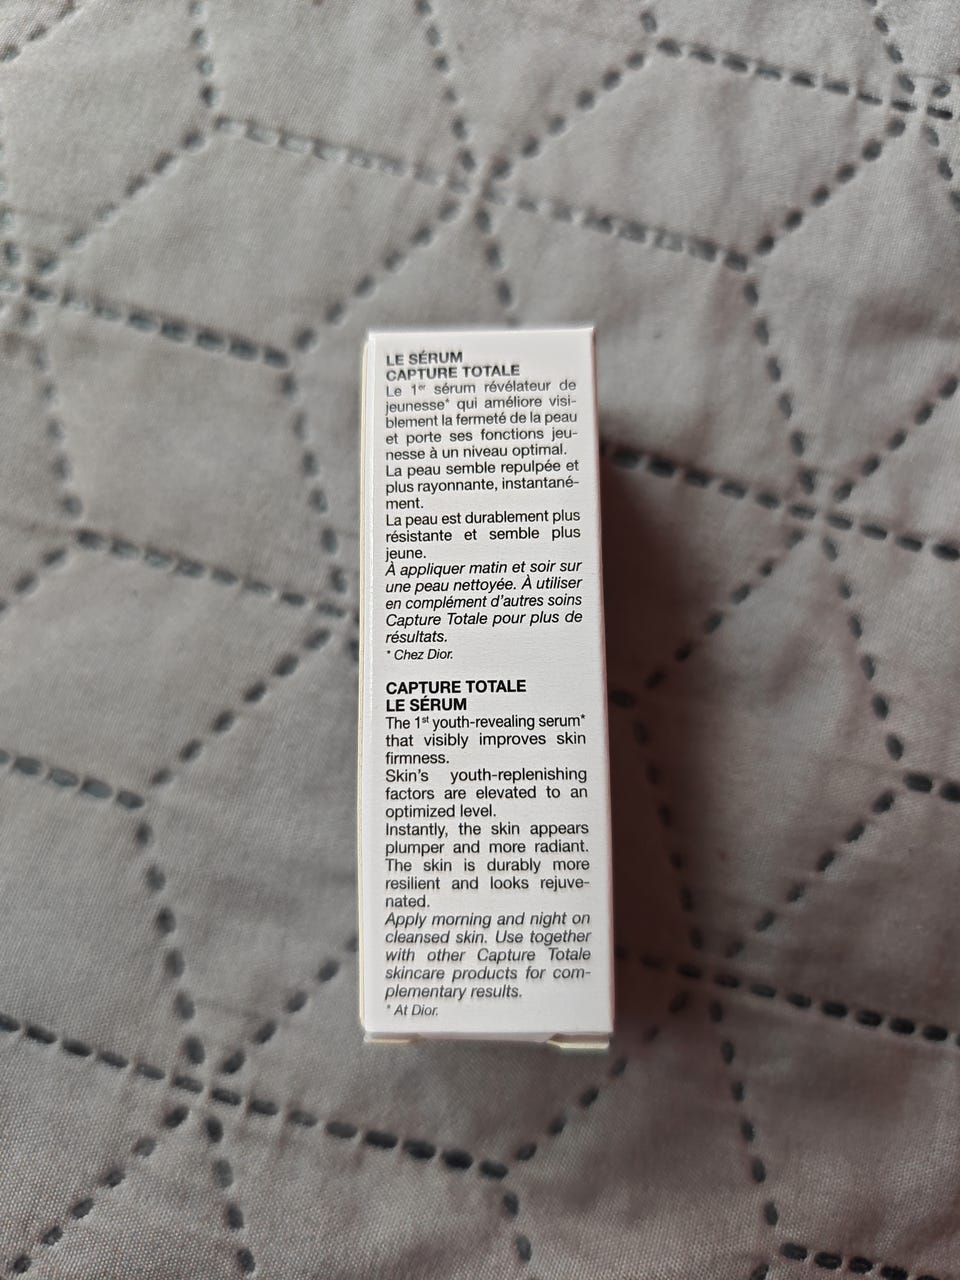 LE SÉRUM
CAPTURE TOTALE
Le 1er sérum révélateur de
jeunesse* qui améliore visi-
blement la fermeté de la peau
et porte ses fonctions jeu-
nesse à un niveau optimal.
La peau semble repulpée et
plus rayonnante, instantané-
ment.
La peau est durablement plus
résistante et semble plus
jeune.
À appliquer matin et soir sur
une peau nettoyée. À utiliser
en complément d'autres soins
Capture Totale pour plus de
résultats.
* Chez Dior.
CAPTURE TOTALE
LE SÉRUM
The 1st youth-revealing serum*
that visibly improves skin
firmness.
Skin's youth-replenishing
factors are elevated to an
optimized level.
Instantly, the skin appears
plumper and more radiant.
The skin is durably more
resilient and looks rejuve-
nated.
Apply morning and night on
cleansed skin. Use together
with other Capture Totale
skincare products for com-
plementary results.
* At Dior.